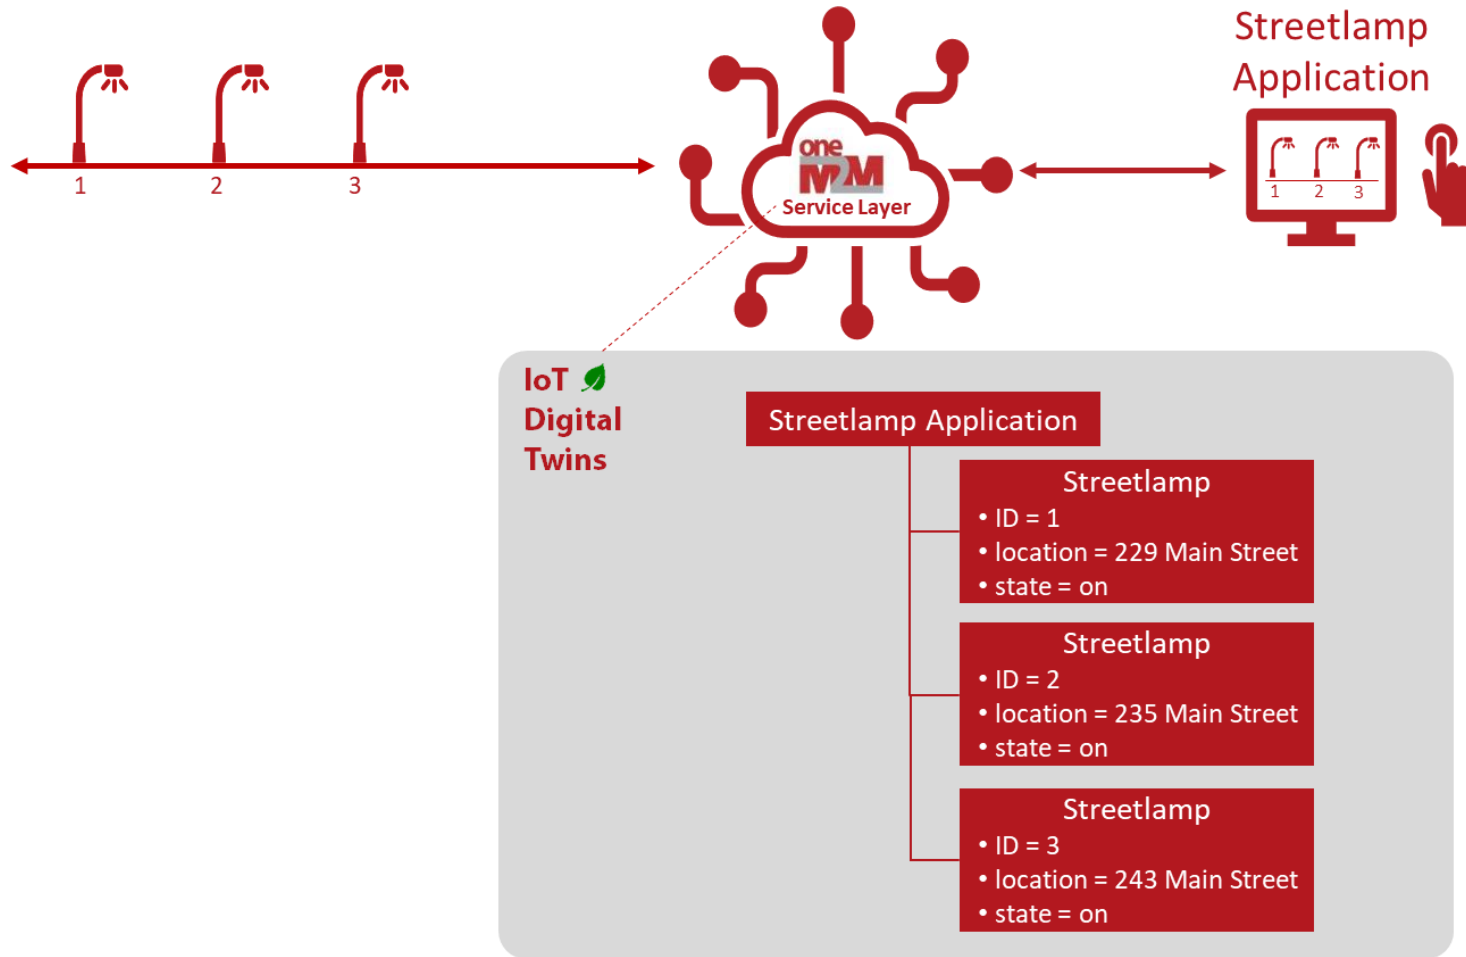 Streetlamp
Application
1
2
3
one
M2M
Service Layer
1
2
3
IoT
Digital
Twins
Streetlamp Application
Streetlamp
• ID = 1
• location = 229 Main Street
• state = on
Streetlamp
• ID = 2
• location = 235 Main Street
• state = on
Streetlamp
• ID = 3
• location = 243 Main Street
• state = on